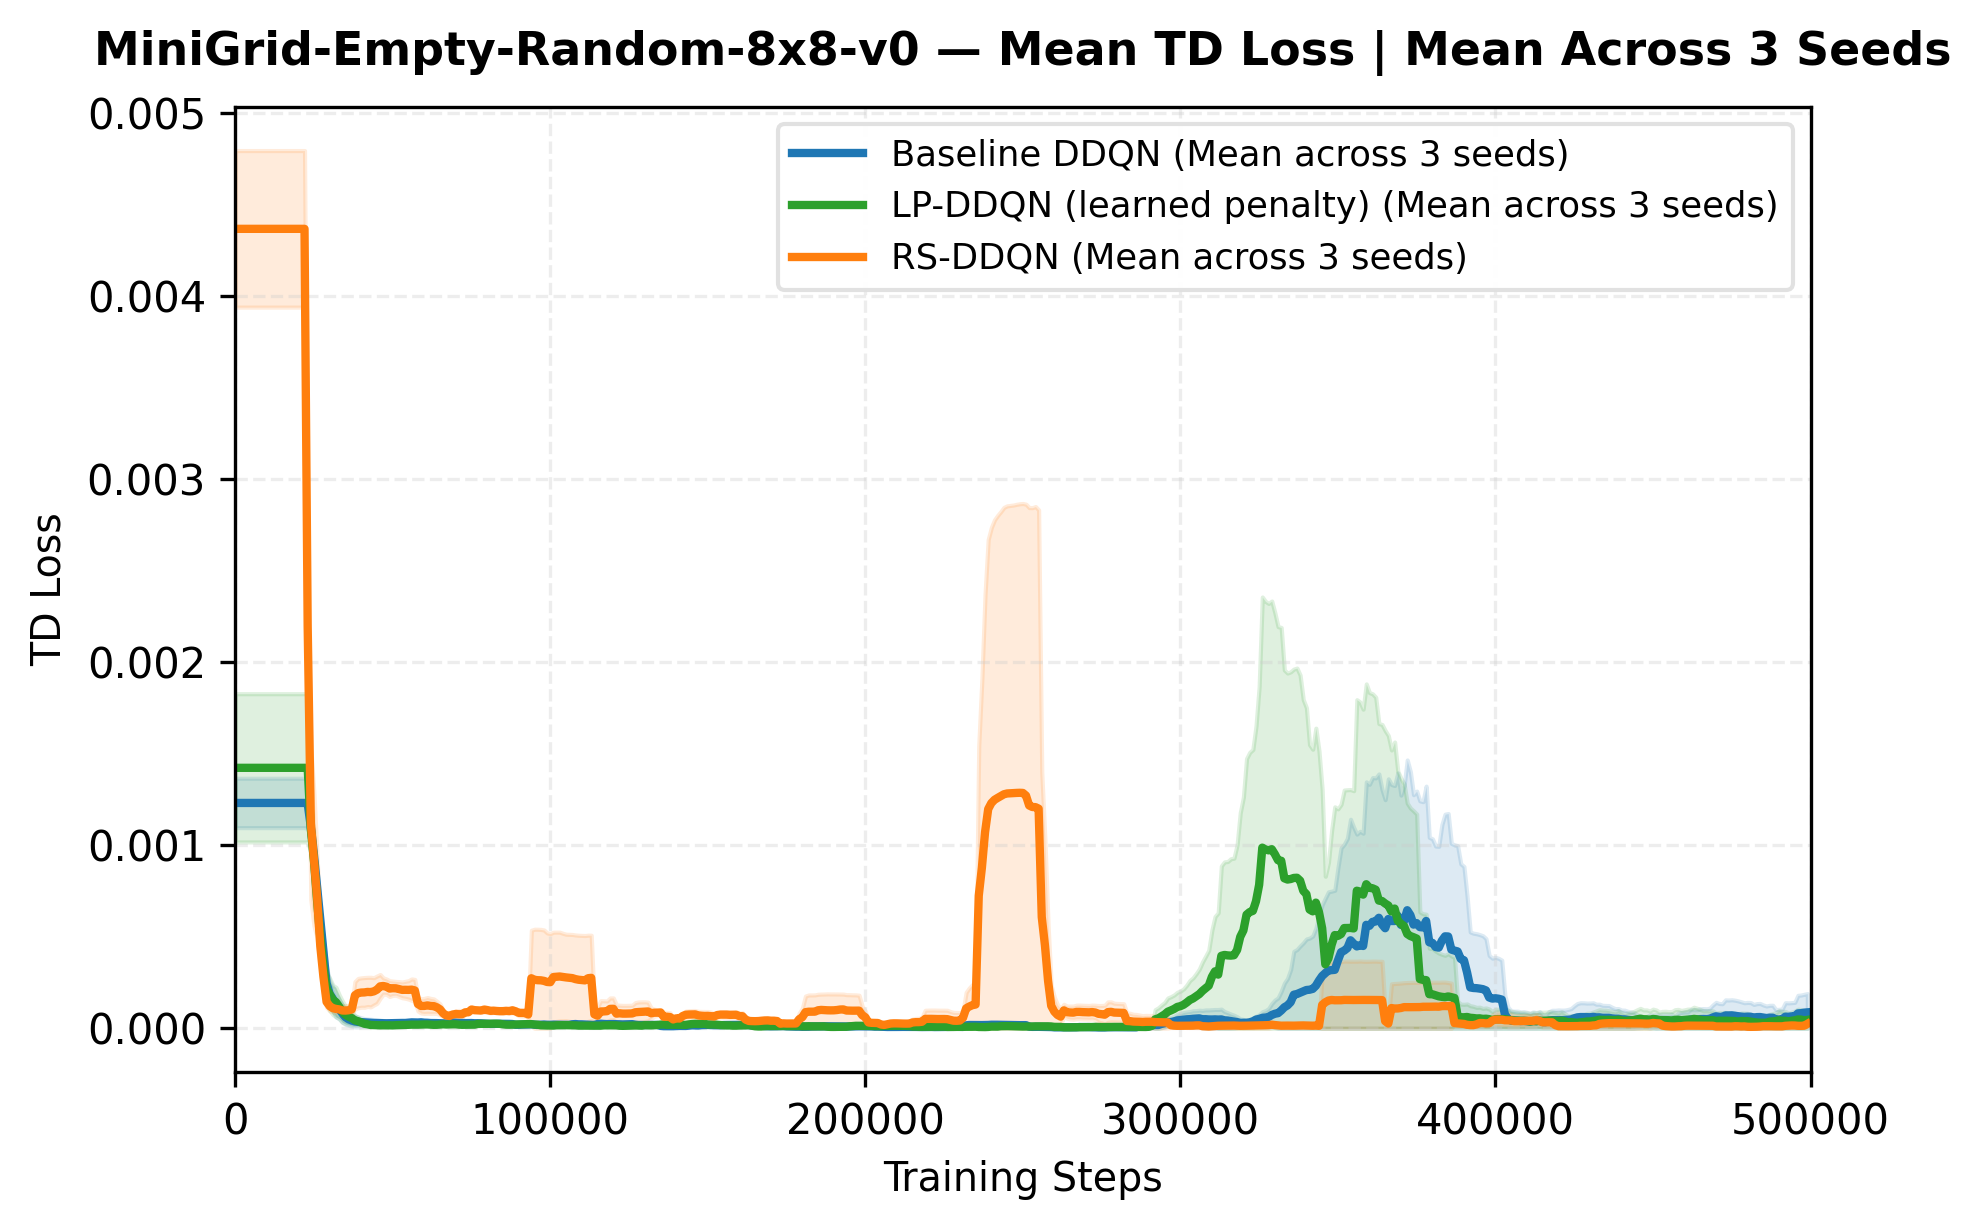 MiniGrid-Empty-Random-8x8-v0 — Mean TD Loss | Mean Across 3 Seeds
Baseline DDQN (Mean across 3 seeds)
LP-DDQN (learned penalty) (Mean across 3 seeds)
RS-DDQN (Mean across 3 seeds)
TD Loss
0.005
0.004
0.003
0.002
0.001
0.000
0 100000 200000 300000 400000 500000
Training Steps